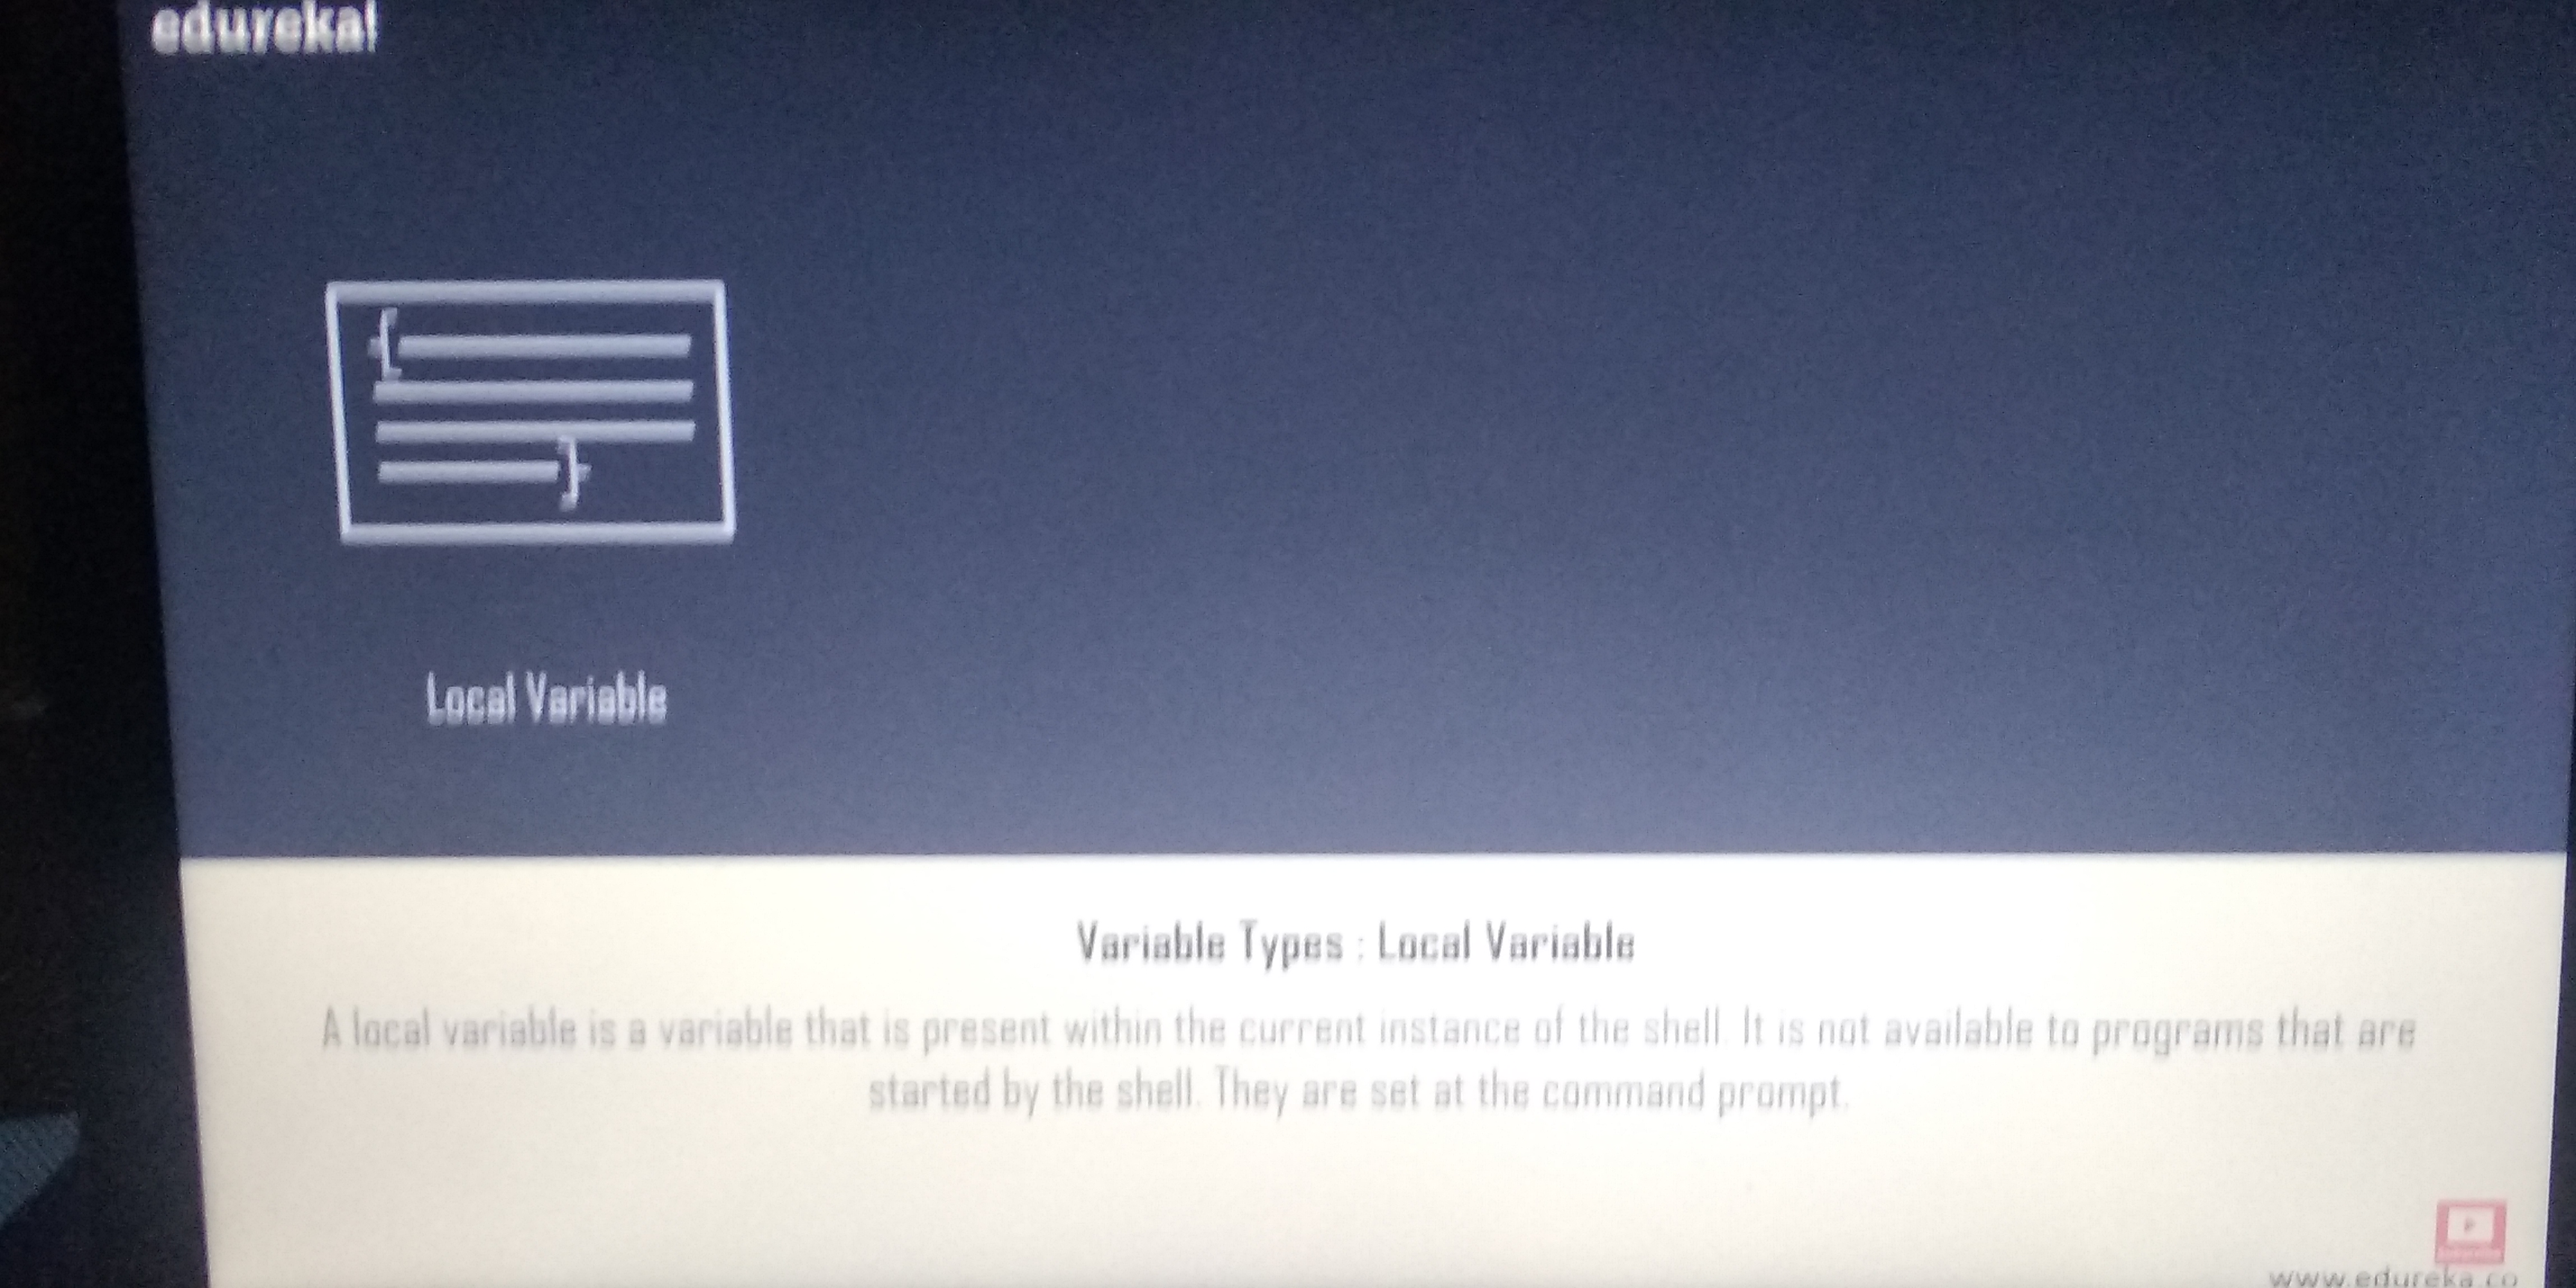 edureka!
Local Variable
Variable Types : Local Variable
A local variable is a variable that is present within the current instance of the shell. It is not available to programs that are
started by the shell. They are set at the command prompt.
www.edureka.co